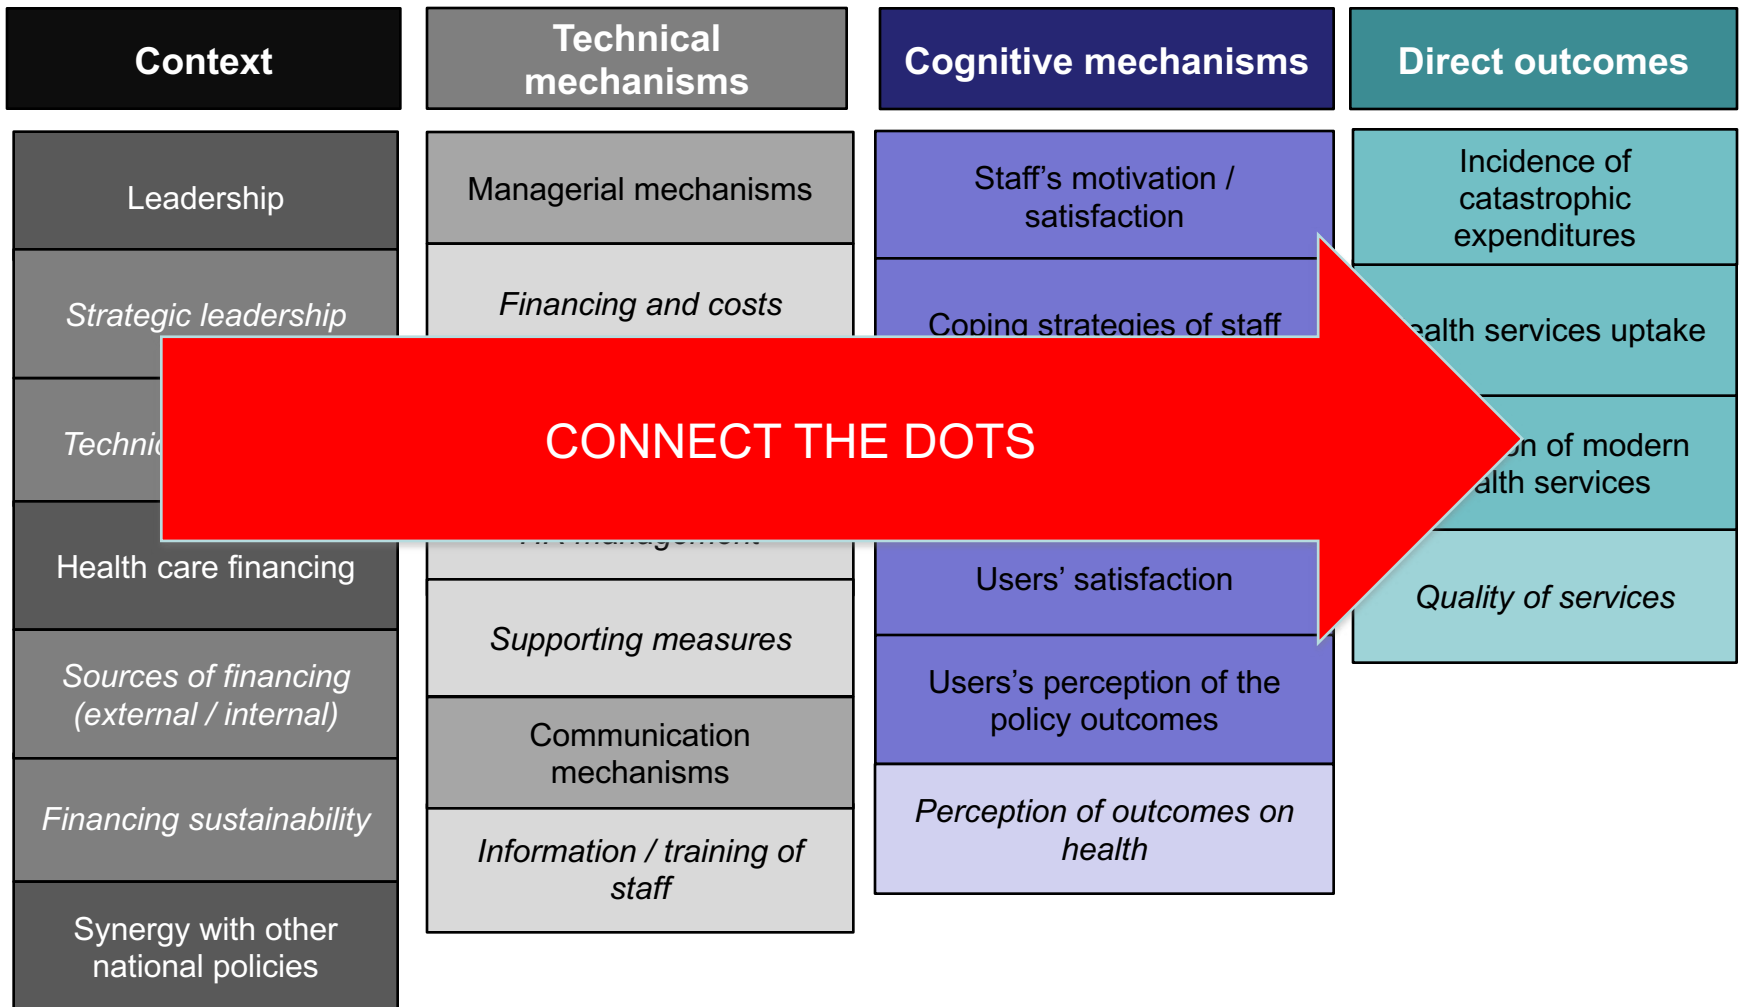 Context
Technical
mechanisms
Cognitive mechanisms
Direct outcomes
Leadership
Strategic leadership
Health care financing
Sources of financing
(external / internal)
Financing sustainability
Synergy with other
national policies
Managerial mechanisms
Financing and costs
management
Supporting measures
Communication
mechanisms
Information / training of
staff
Staff's motivation /
satisfaction
Coping strategies of staff
Users' satisfaction
Users's perception of the
policy outcomes
Perception of outcomes on
health
Incidence of
catastrophic
expenditures
services uptake
of modern
services
Quality of services
CONNECT THE DOTS